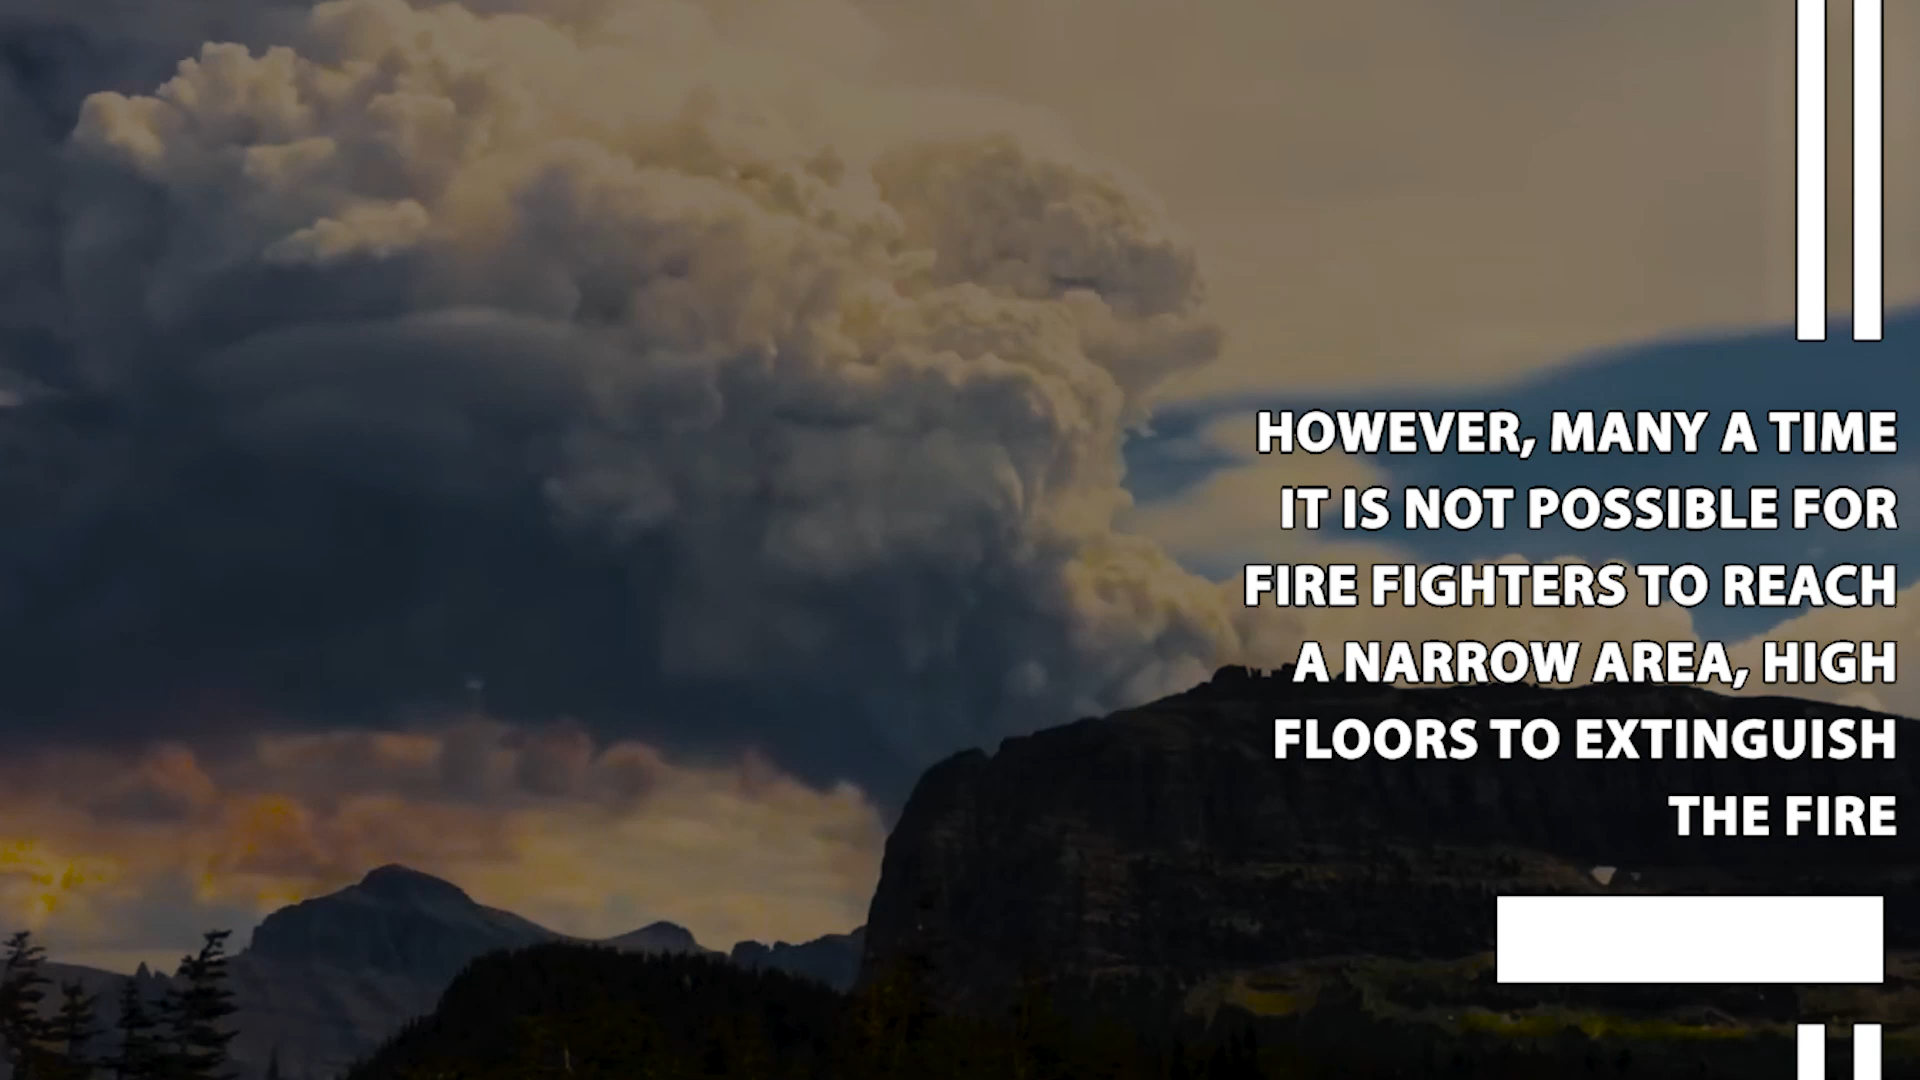 HOWEVER, MANY A TIME
IT IS NOT POSSIBLE FOR
FIRE FIGHTERS TO REACH
A NARROW AREA, HIGH
FLOORS TO EXTINGUISH
THE FIRE